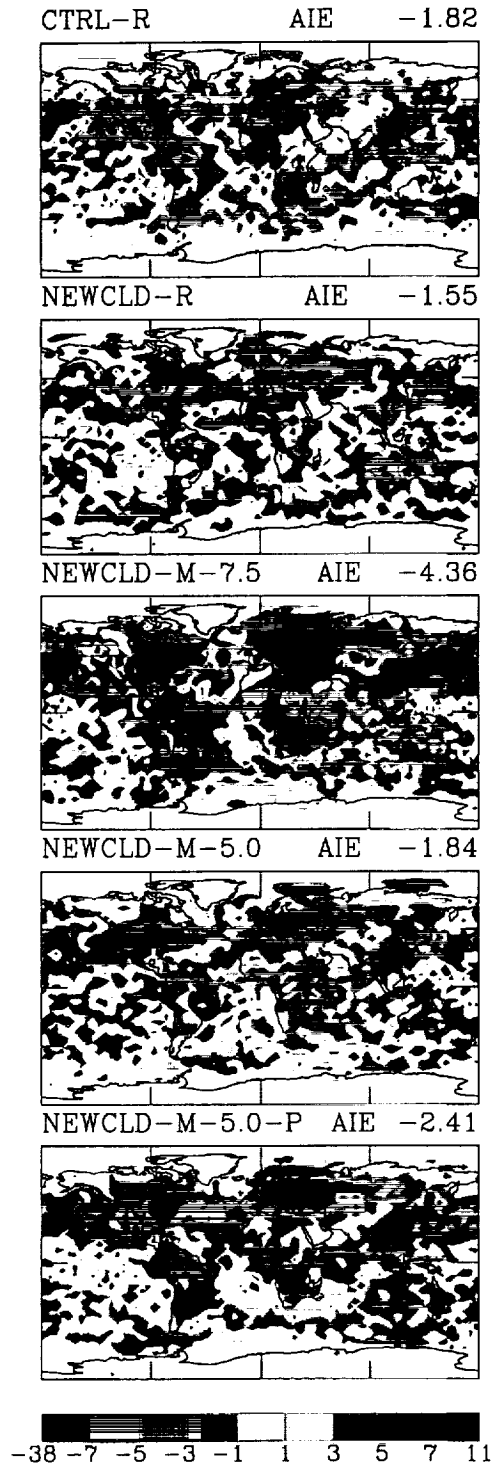 CTRL-R AIE -1.82
NEWCLD-R AIE -1.55
NEWCLD-M-7.5 AIE -4.36
NEWCLD-M-5.0 AIE -1.84
NEWCLD-M-5.0-P AIE -2.41
-38 -7 -5 -3 -1 1 3 5 7 11